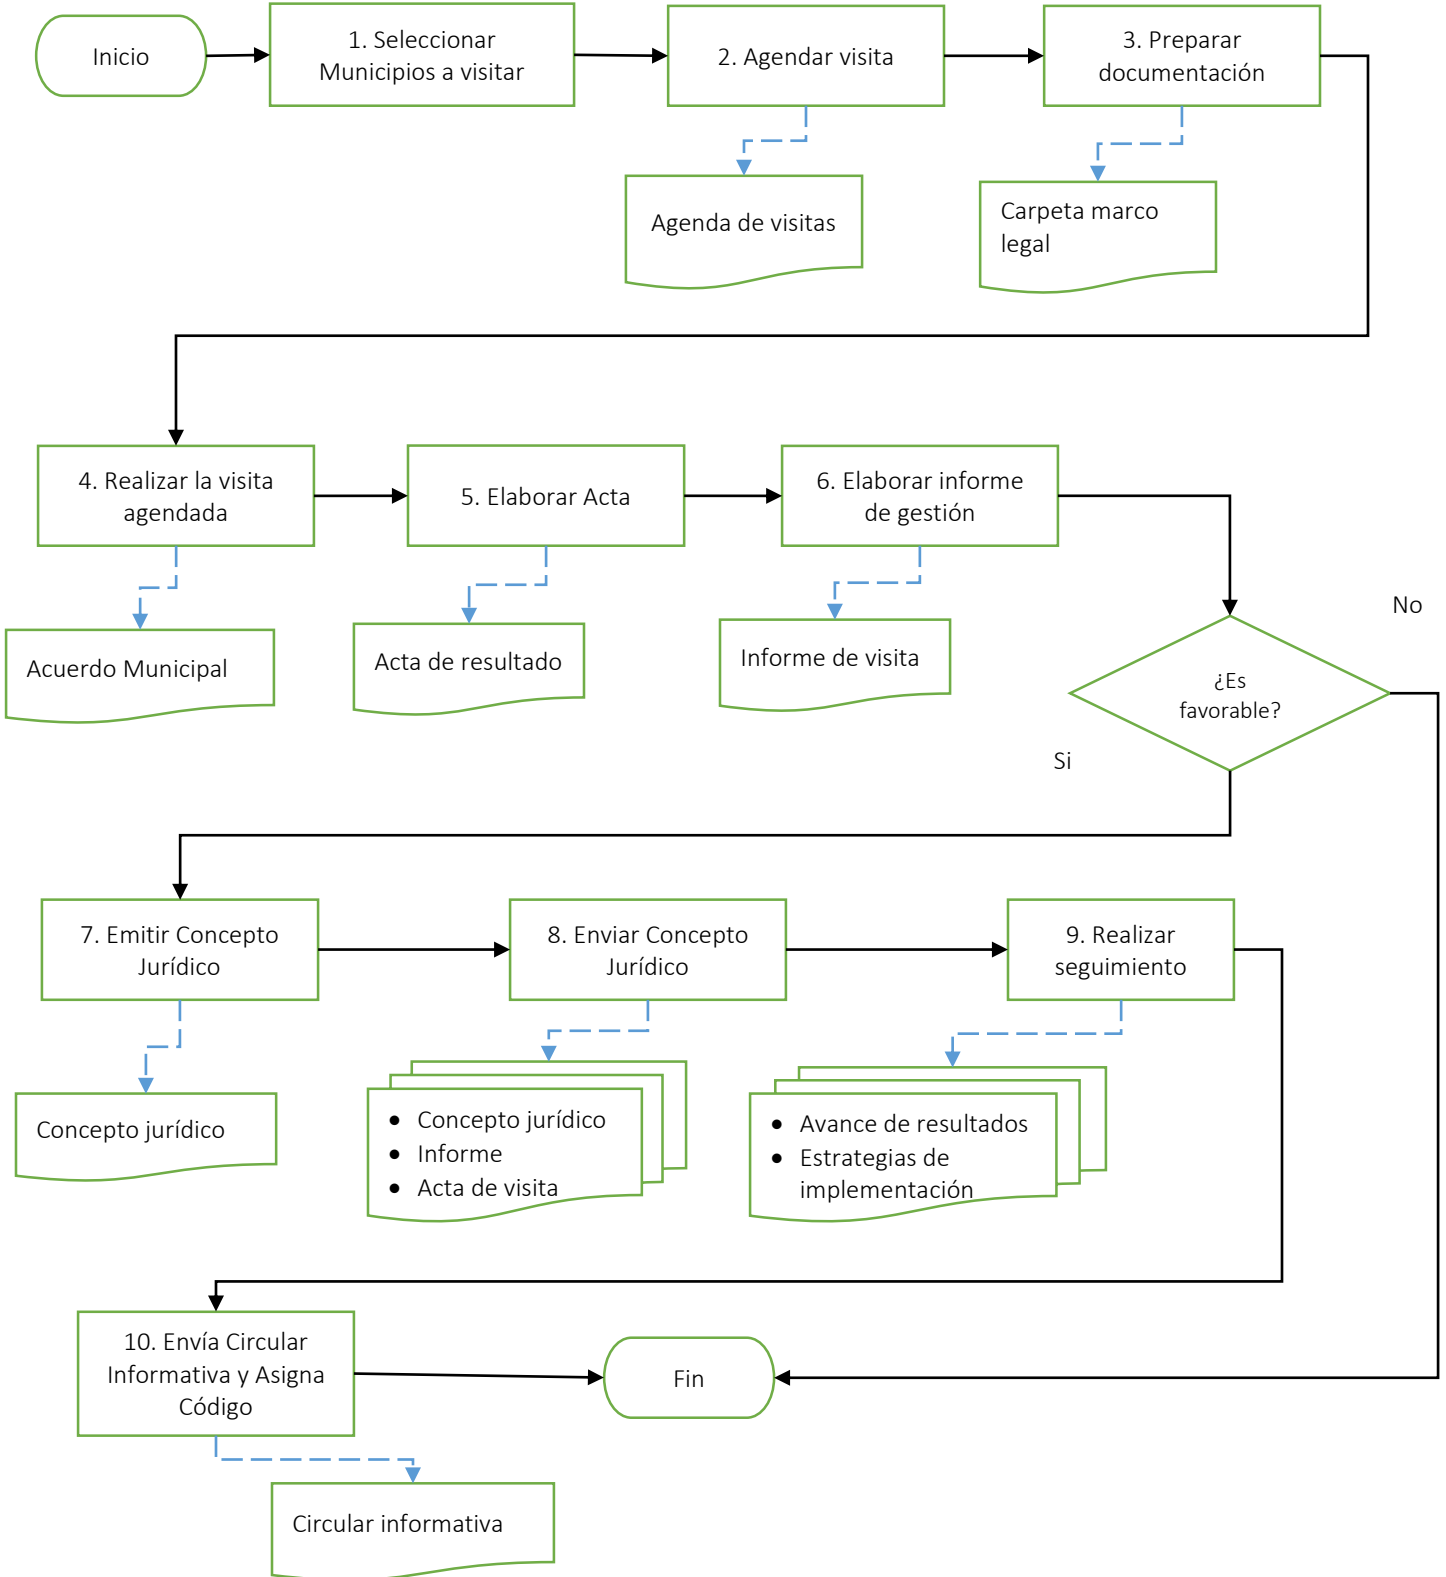 Inicio
1. Seleccionar
Municipios a visitar
2. Agendar visita
3. Preparar
documentación
Agenda de visitas
Carpeta marco
legal
4. Realizar la visita
agendada
5. Elaborar Acta
6. Elaborar informe
de gestión
No
Acuerdo Municipal
Acta de resultado
Informe de visita
¿Es
favorable?
Si
7. Emitir Concepto
Jurídico
8. Enviar Concepto
Jurídico
9. Realizar
seguimiento
Concepto jurídico
• Concepto jurídico
• Informe
• Acta de visita
• Avance de resultados
• Estrategias de
implementación
10. Envía Circular
Informativa y Asigna
Código
Fin
Circular informativa